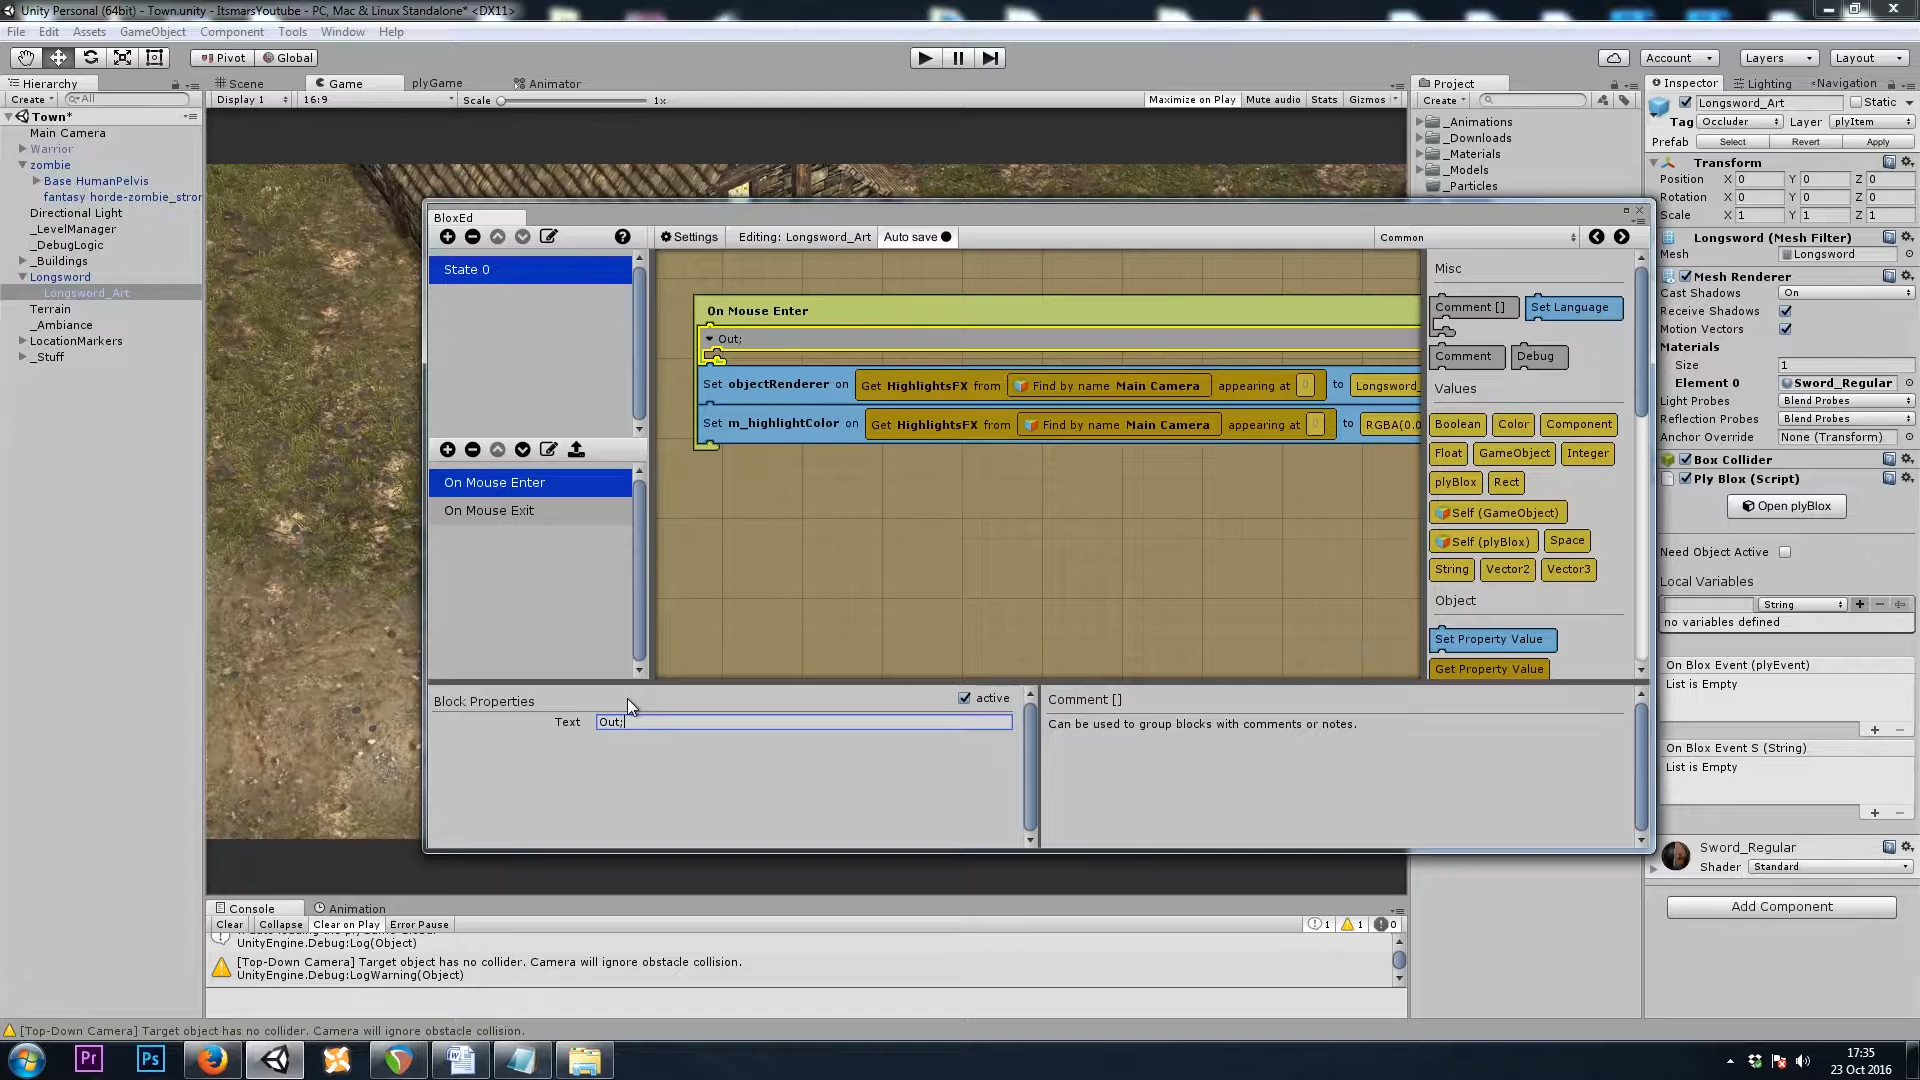 Unity Personal (64bit) - Town.unity - ItsmarsYoutube - PC, Mac & Linux Standalone* <DX11>
File Edit Assets GameObject Component Tools Window Help
Pivot Global Account Layers Layout
Hierarchy Scene Game plyGame Animator Project Inspector Lighting Navigation
Create All Display 1 16:9 Scale 1x Maximize on Play Mute audio Stats Gizmos Create Longsword_Art Static
Town*
Main Camera
Warrior
zombie
Base HumanPelvis
fantasy horde-zombie_stror
Directional Light
_LevelManager
_DebugLogic
_Buildings
Longsword
Longsword_Art
Terrain
_Ambiance
LocationMarkers
_Stuff
_Animations
_Downloads
_Materials
_Models
_Particles
BloxEd
Settings Editing: Longsword_Art Auto save Common
State 0
On Mouse Enter
On Mouse Exit
On Mouse Enter
Out;
Set objectRenderer on Get HighlightsFX from Find by name Main Camera appearing at 0 to Longsword_
Set m_highlightColor on Get HighlightsFX from Find by name Main Camera appearing at 0 to RGBA(0.0
Misc
Comment [] Set Language
Comment Debug
Values
Boolean Color Component
Float GameObject Integer
plyBlox Rect
Self (GameObject)
Self (plyBlox) Space
String Vector2 Vector3
Object
Set Property Value
Get Property Value
Block Properties active
Text Out;
Comment []
Can be used to group blocks with comments or notes.
Tag Occluder Layer plyItem
Prefab Select Revert Apply
Transform
Position X 0 Y 0 Z 0
Rotation X 0 Y 0 Z 0
Scale X 1 Y 1 Z 1
Longsword (Mesh Filter)
Mesh Longsword
Mesh Renderer
Cast Shadows On
Receive Shadows
Motion Vectors
Materials
Size 1
Element 0 Sword_Regular
Light Probes Blend Probes
Reflection Probes Blend Probes
Anchor Override None (Transform)
Box Collider
Ply Blox (Script)
Open plyBlox
Need Object Active
Local Variables
String
no variables defined
On Blox Event (plyEvent)
List is Empty
On Blox Event S (String)
List is Empty
Sword_Regular
Shader Standard
Add Component
Console Animation
Clear Collapse Clear on Play Error Pause 1 1 0
UnityEngine.Debug:Log(Object)
[Top-Down Camera] Target object has no collider. Camera will ignore obstacle collision.
UnityEngine.Debug:LogWarning(Object)
[Top-Down Camera] Target object has no collider. Camera will ignore obstacle collision.
Pr Ps
17:35
23 Oct 2016